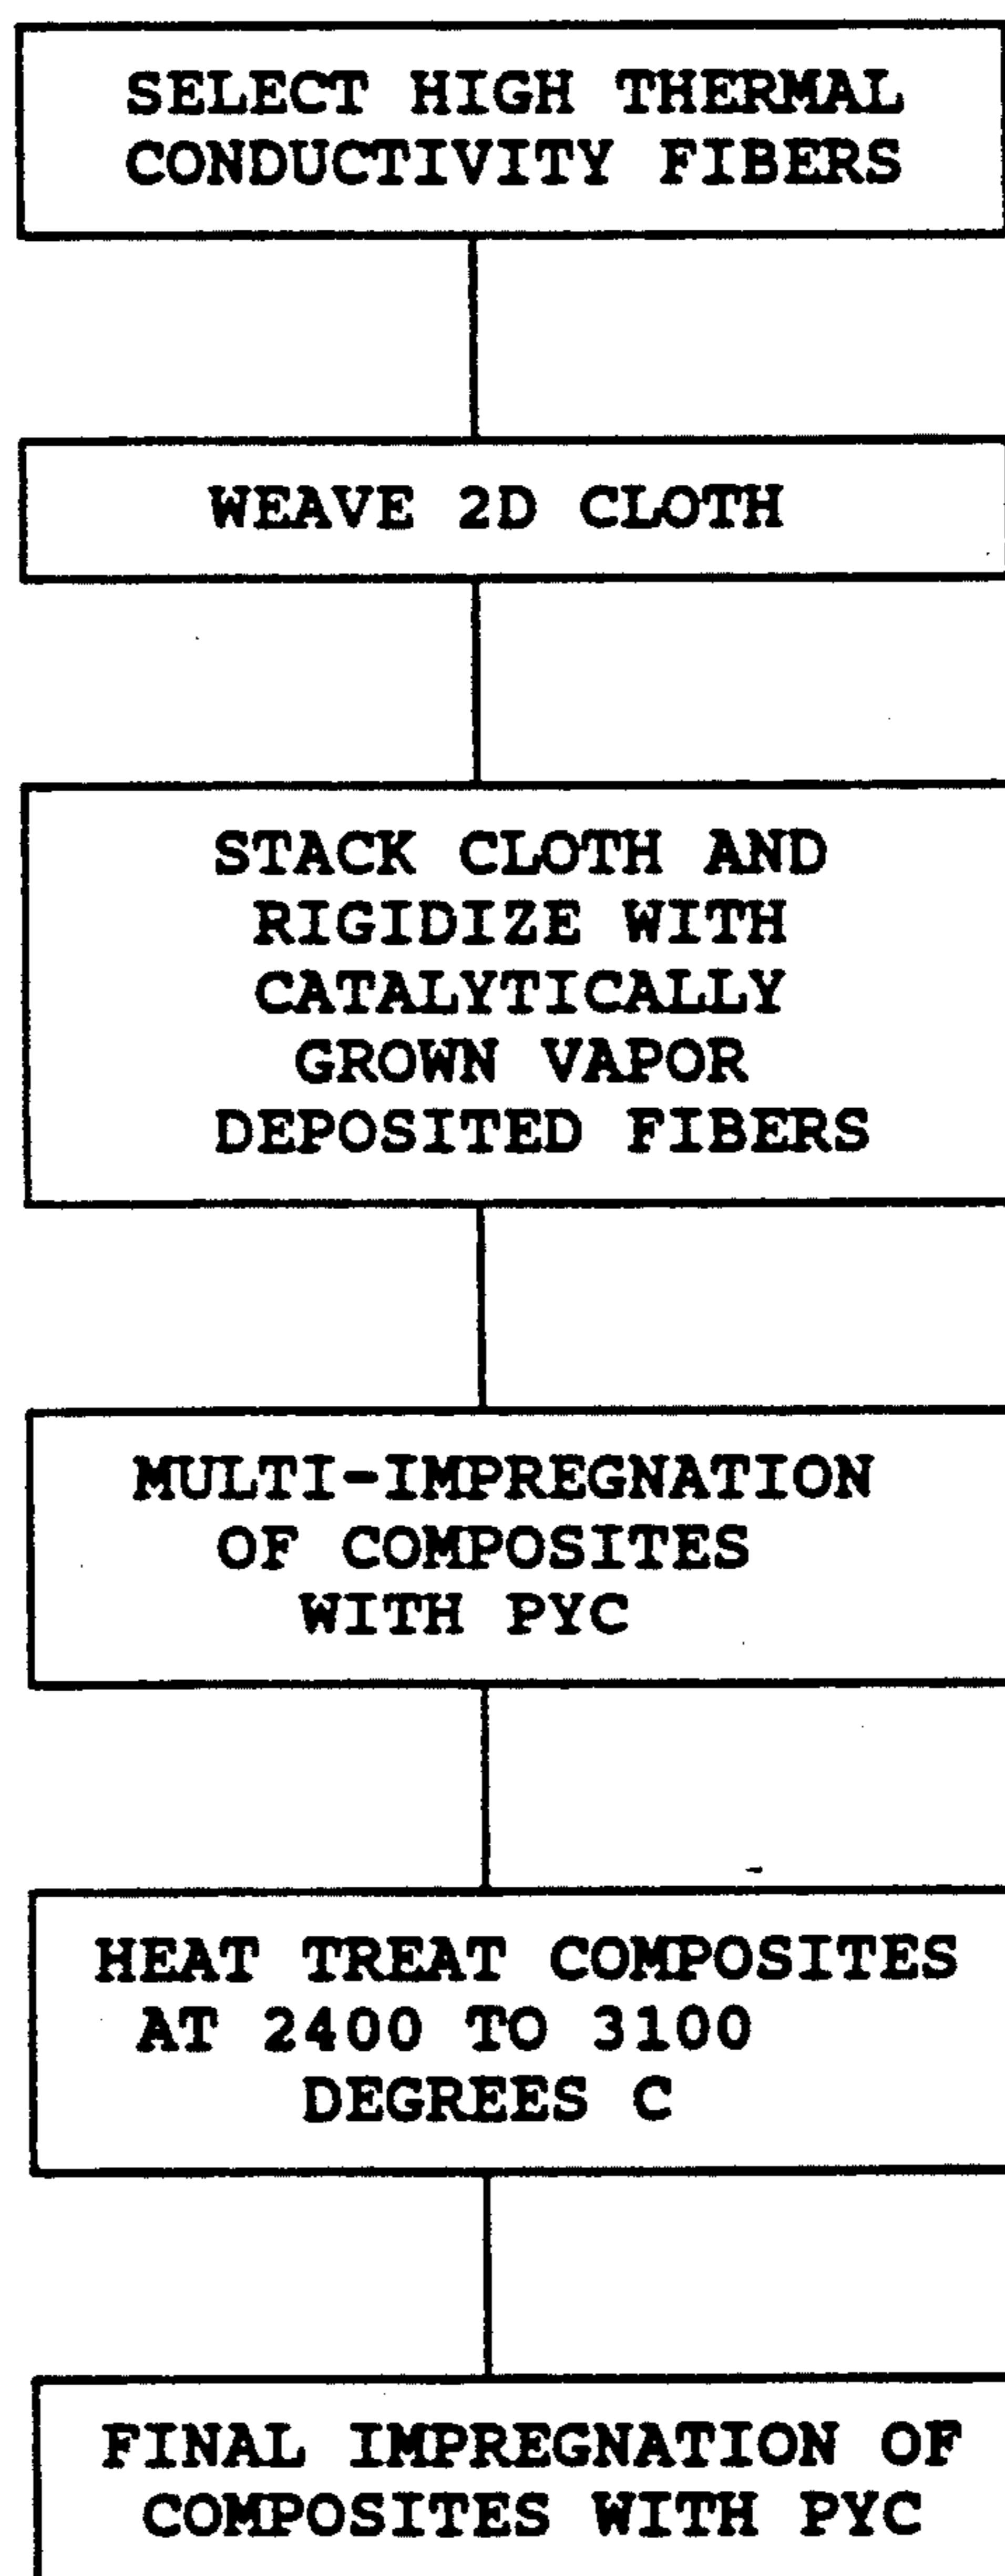 SELECT HIGH THERMAL
CONDUCTIVITY FIBERS
WEAVE 2D CLOTH
STACK CLOTH AND
RIGIDIZE WITH
CATALYTICALLY
GROWN VAPOR
DEPOSITED FIBERS
MULTI-IMPREGNATION
OF COMPOSITES
WITH PYC
HEAT TREAT COMPOSITES
AT 2400 TO 3100
DEGREES C
FINAL IMPREGNATION OF
COMPOSITES WITH PYC